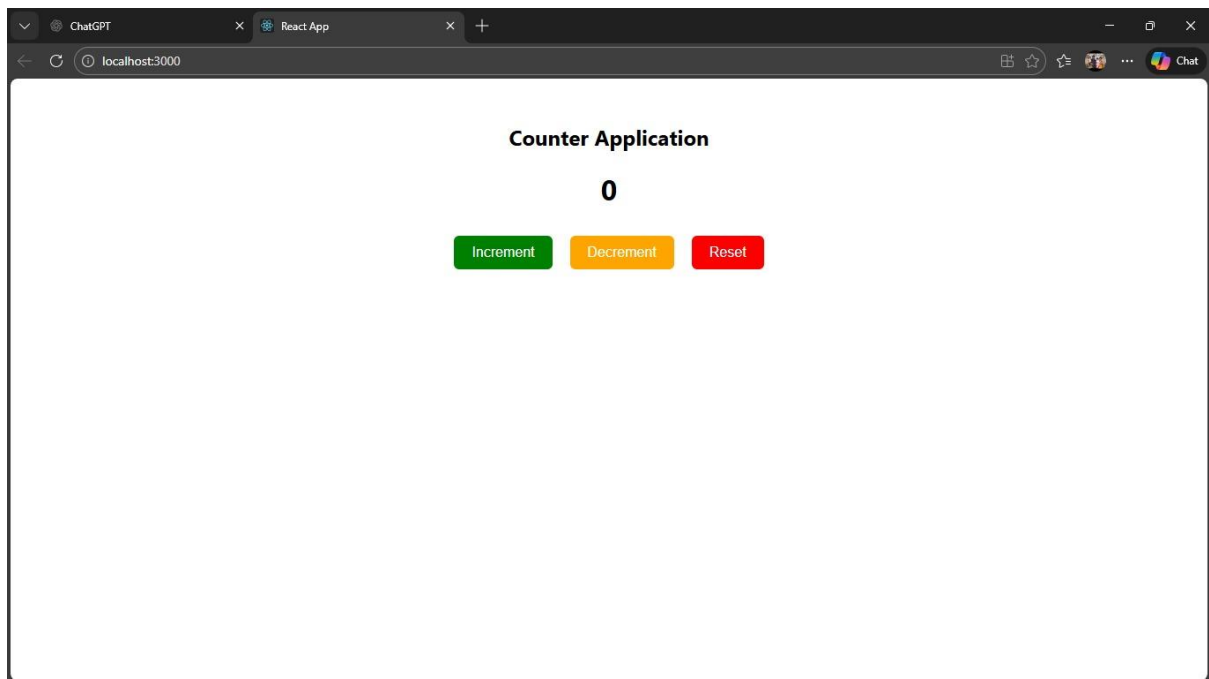 ChatGPT
React App
localhost:3000
Chat
Counter Application
0
Increment Decrement Reset